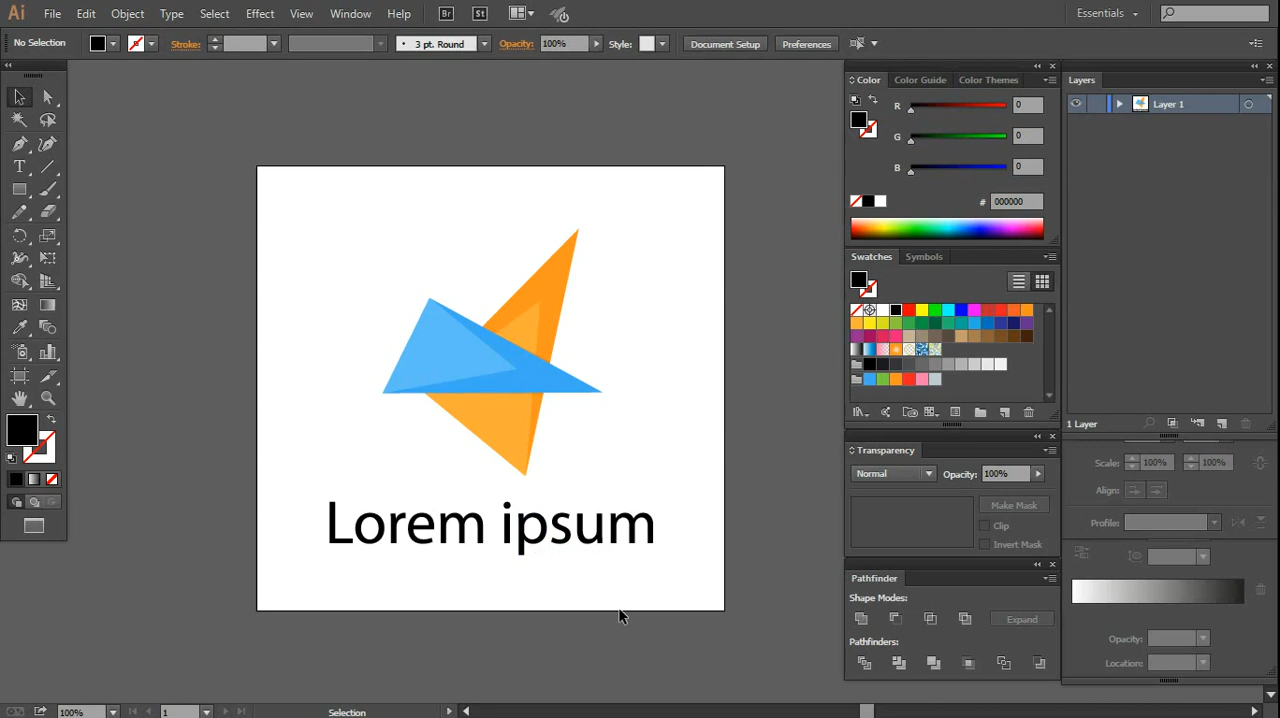 Ai File Edit Object Type Select Effect View Window Help Br St Essentials
No Selection Stroke: 3 pt. Round Opacity: 100% Style: Document Setup Preferences
Color Color Guide Color Themes
R 0
G 0
B 0
# 000000
Swatches Symbols
Transparency
Normal Opacity: 100%
Make Mask
Clip
Invert Mask
Pathfinder
Shape Modes:
Expand
Pathfinders:
Layers
Layer 1
1 Layer
Scale: 100% 100%
Align:
Profile:
Opacity:
Location:
Lorem ipsum
100% 1 Selection